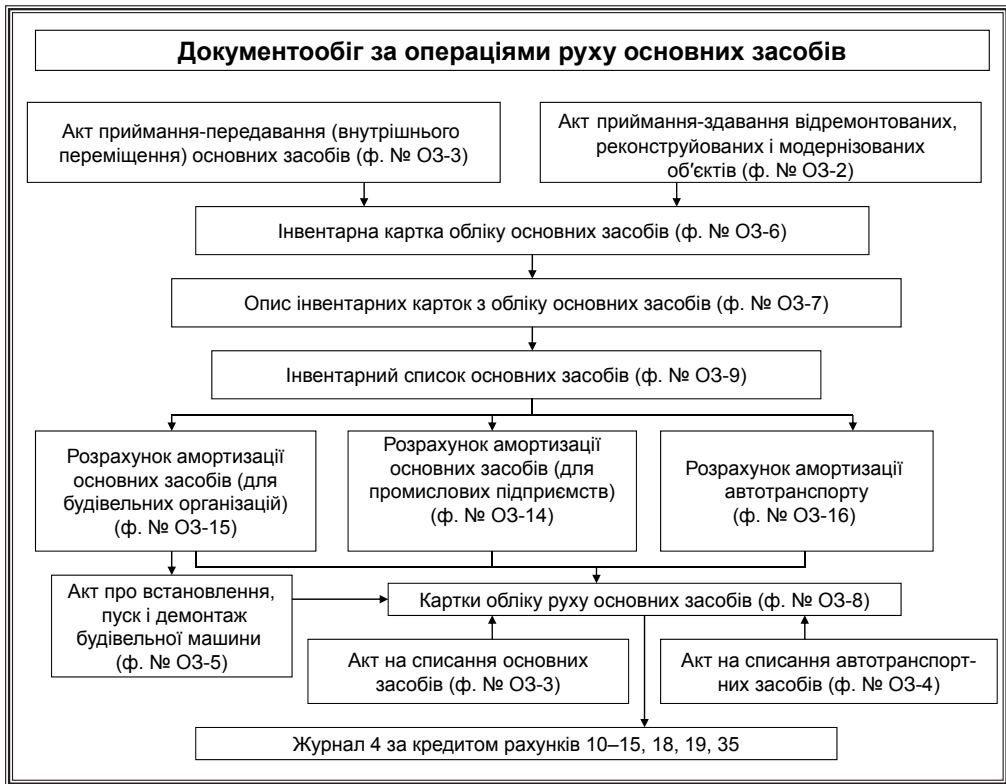 Документообіг за операціями руху основних засобів
Акт приймання-передавання (внутрішнього
переміщення) основних засобів (ф. № ОЗ-3)
Акт приймання-здавання відремонтованих,
реконструйованих і модернізованих
об’єктів (ф. № ОЗ-2)
Інвентарна картка обліку основних засобів (ф. № ОЗ-6)
Опис інвентарних карток з обліку основних засобів (ф. № ОЗ-7)
Інвентарний список основних засобів (ф. № ОЗ-9)
Розрахунок амортизації
основних засобів (для
будівельних організацій)
(ф. № ОЗ-15)
Розрахунок амортизації
основних засобів (для
промислових підприємств)
(ф. № ОЗ-14)
Розрахунок амортизації
автотранспорту
(ф. № ОЗ-16)
Акт про встановлення,
пуск і демонтаж
будівельної машини
(ф. № ОЗ-5)
Картки обліку руху основних засобів (ф. № ОЗ-8)
Акт на списання основних
засобів (ф. № ОЗ-3)
Акт на списання автотранспорт-
них засобів (ф. № ОЗ-4)
Журнал 4 за кредитом рахунків 10–15, 18, 19, 35